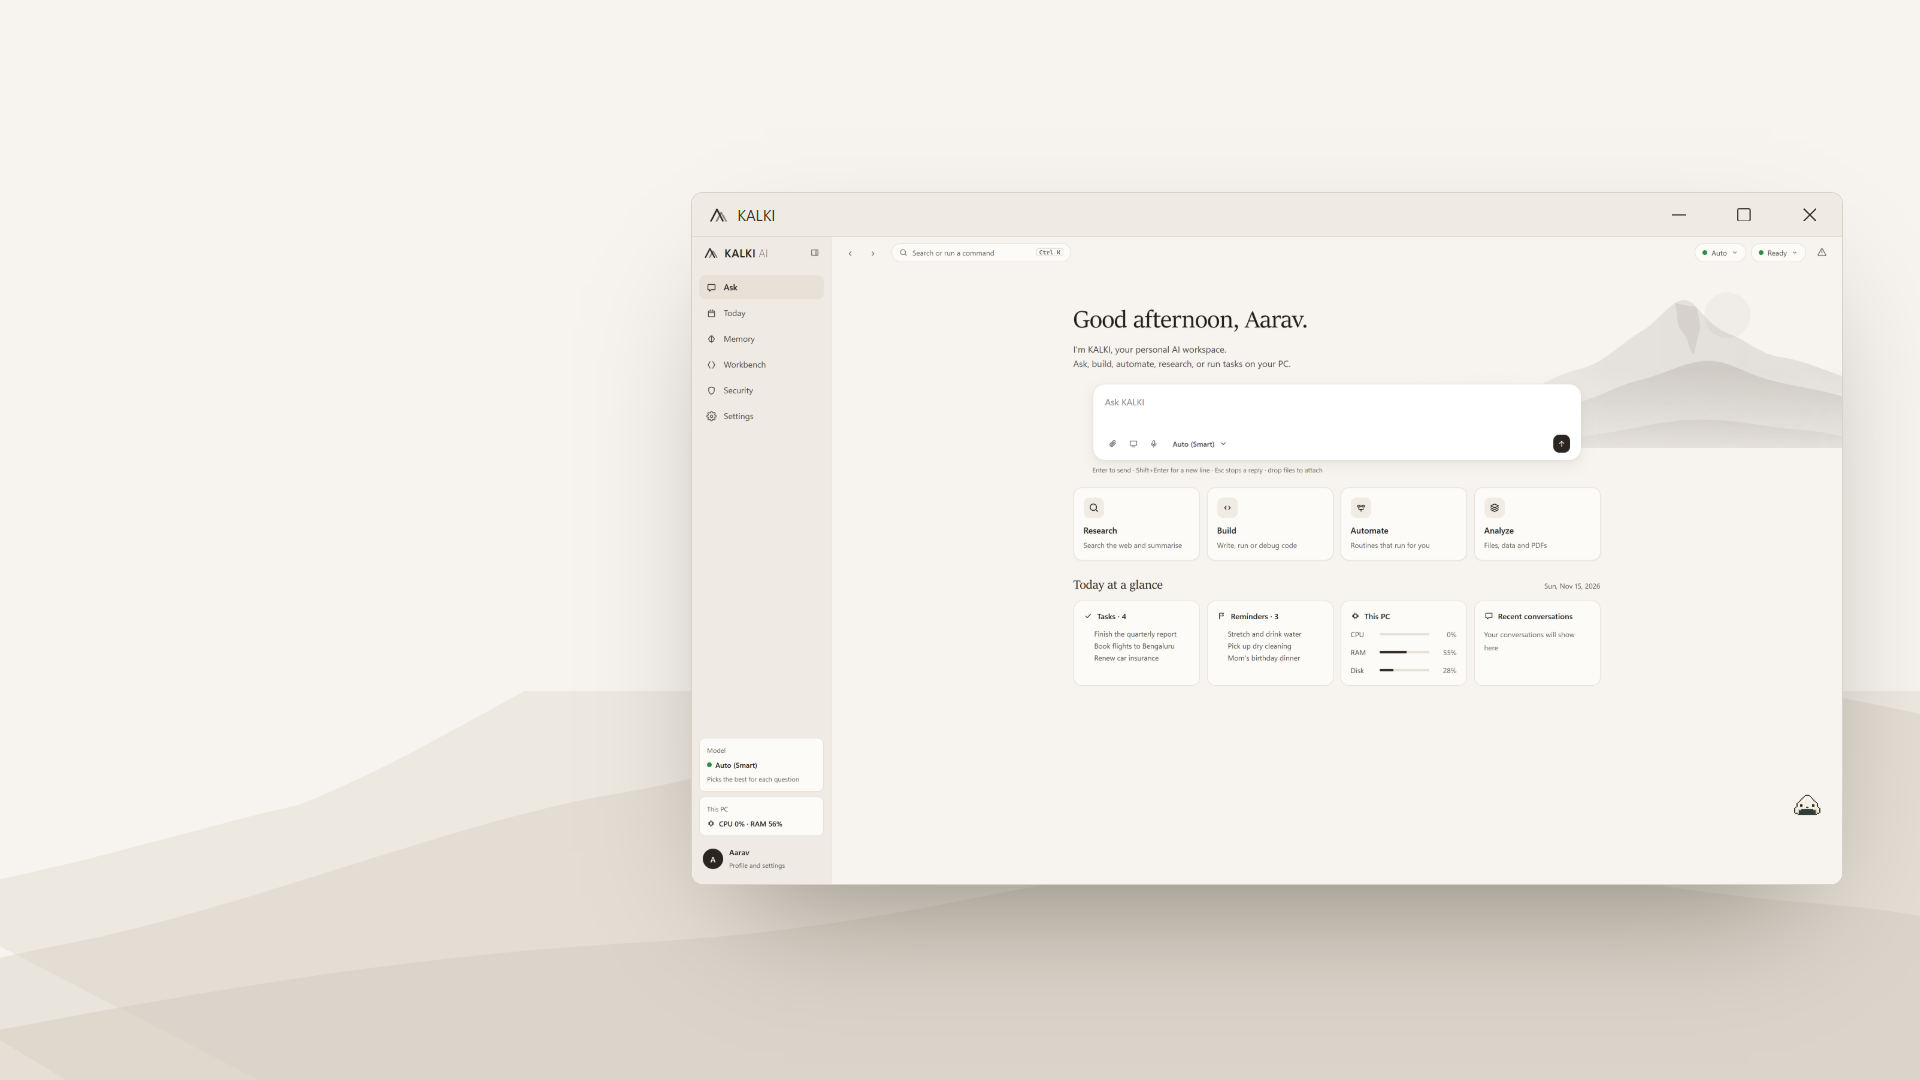 KALKI
KALKI AI
Search or run a command
Ctrl K
Auto
Ready
Ask
Today
Memory
Workbench
Security
Settings
Good afternoon, Aarav.
I'm KALKI, your personal AI workspace.
Ask, build, automate, research, or run tasks on your PC.
Ask KALKI
Auto (Smart)
Enter to send · Shift+Enter for a new line · Esc stops a reply · drop files to attach
Research
Search the web and summarise
Build
Write, run or debug code
Automate
Routines that run for you
Analyze
Files, data and PDFs
Today at a glance
Sun, Nov 15, 2026
Tasks · 4
Finish the quarterly report
Book flights to Bengaluru
Renew car insurance
Reminders · 3
Stretch and drink water
Pick up dry cleaning
Mom's birthday dinner
This PC
CPU 0%
RAM 55%
Disk 28%
Recent conversations
Your conversations will show
here
Model
Auto (Smart)
Picks the best for each question
This PC
CPU 0% · RAM 56%
A
Aarav
Profile and settings